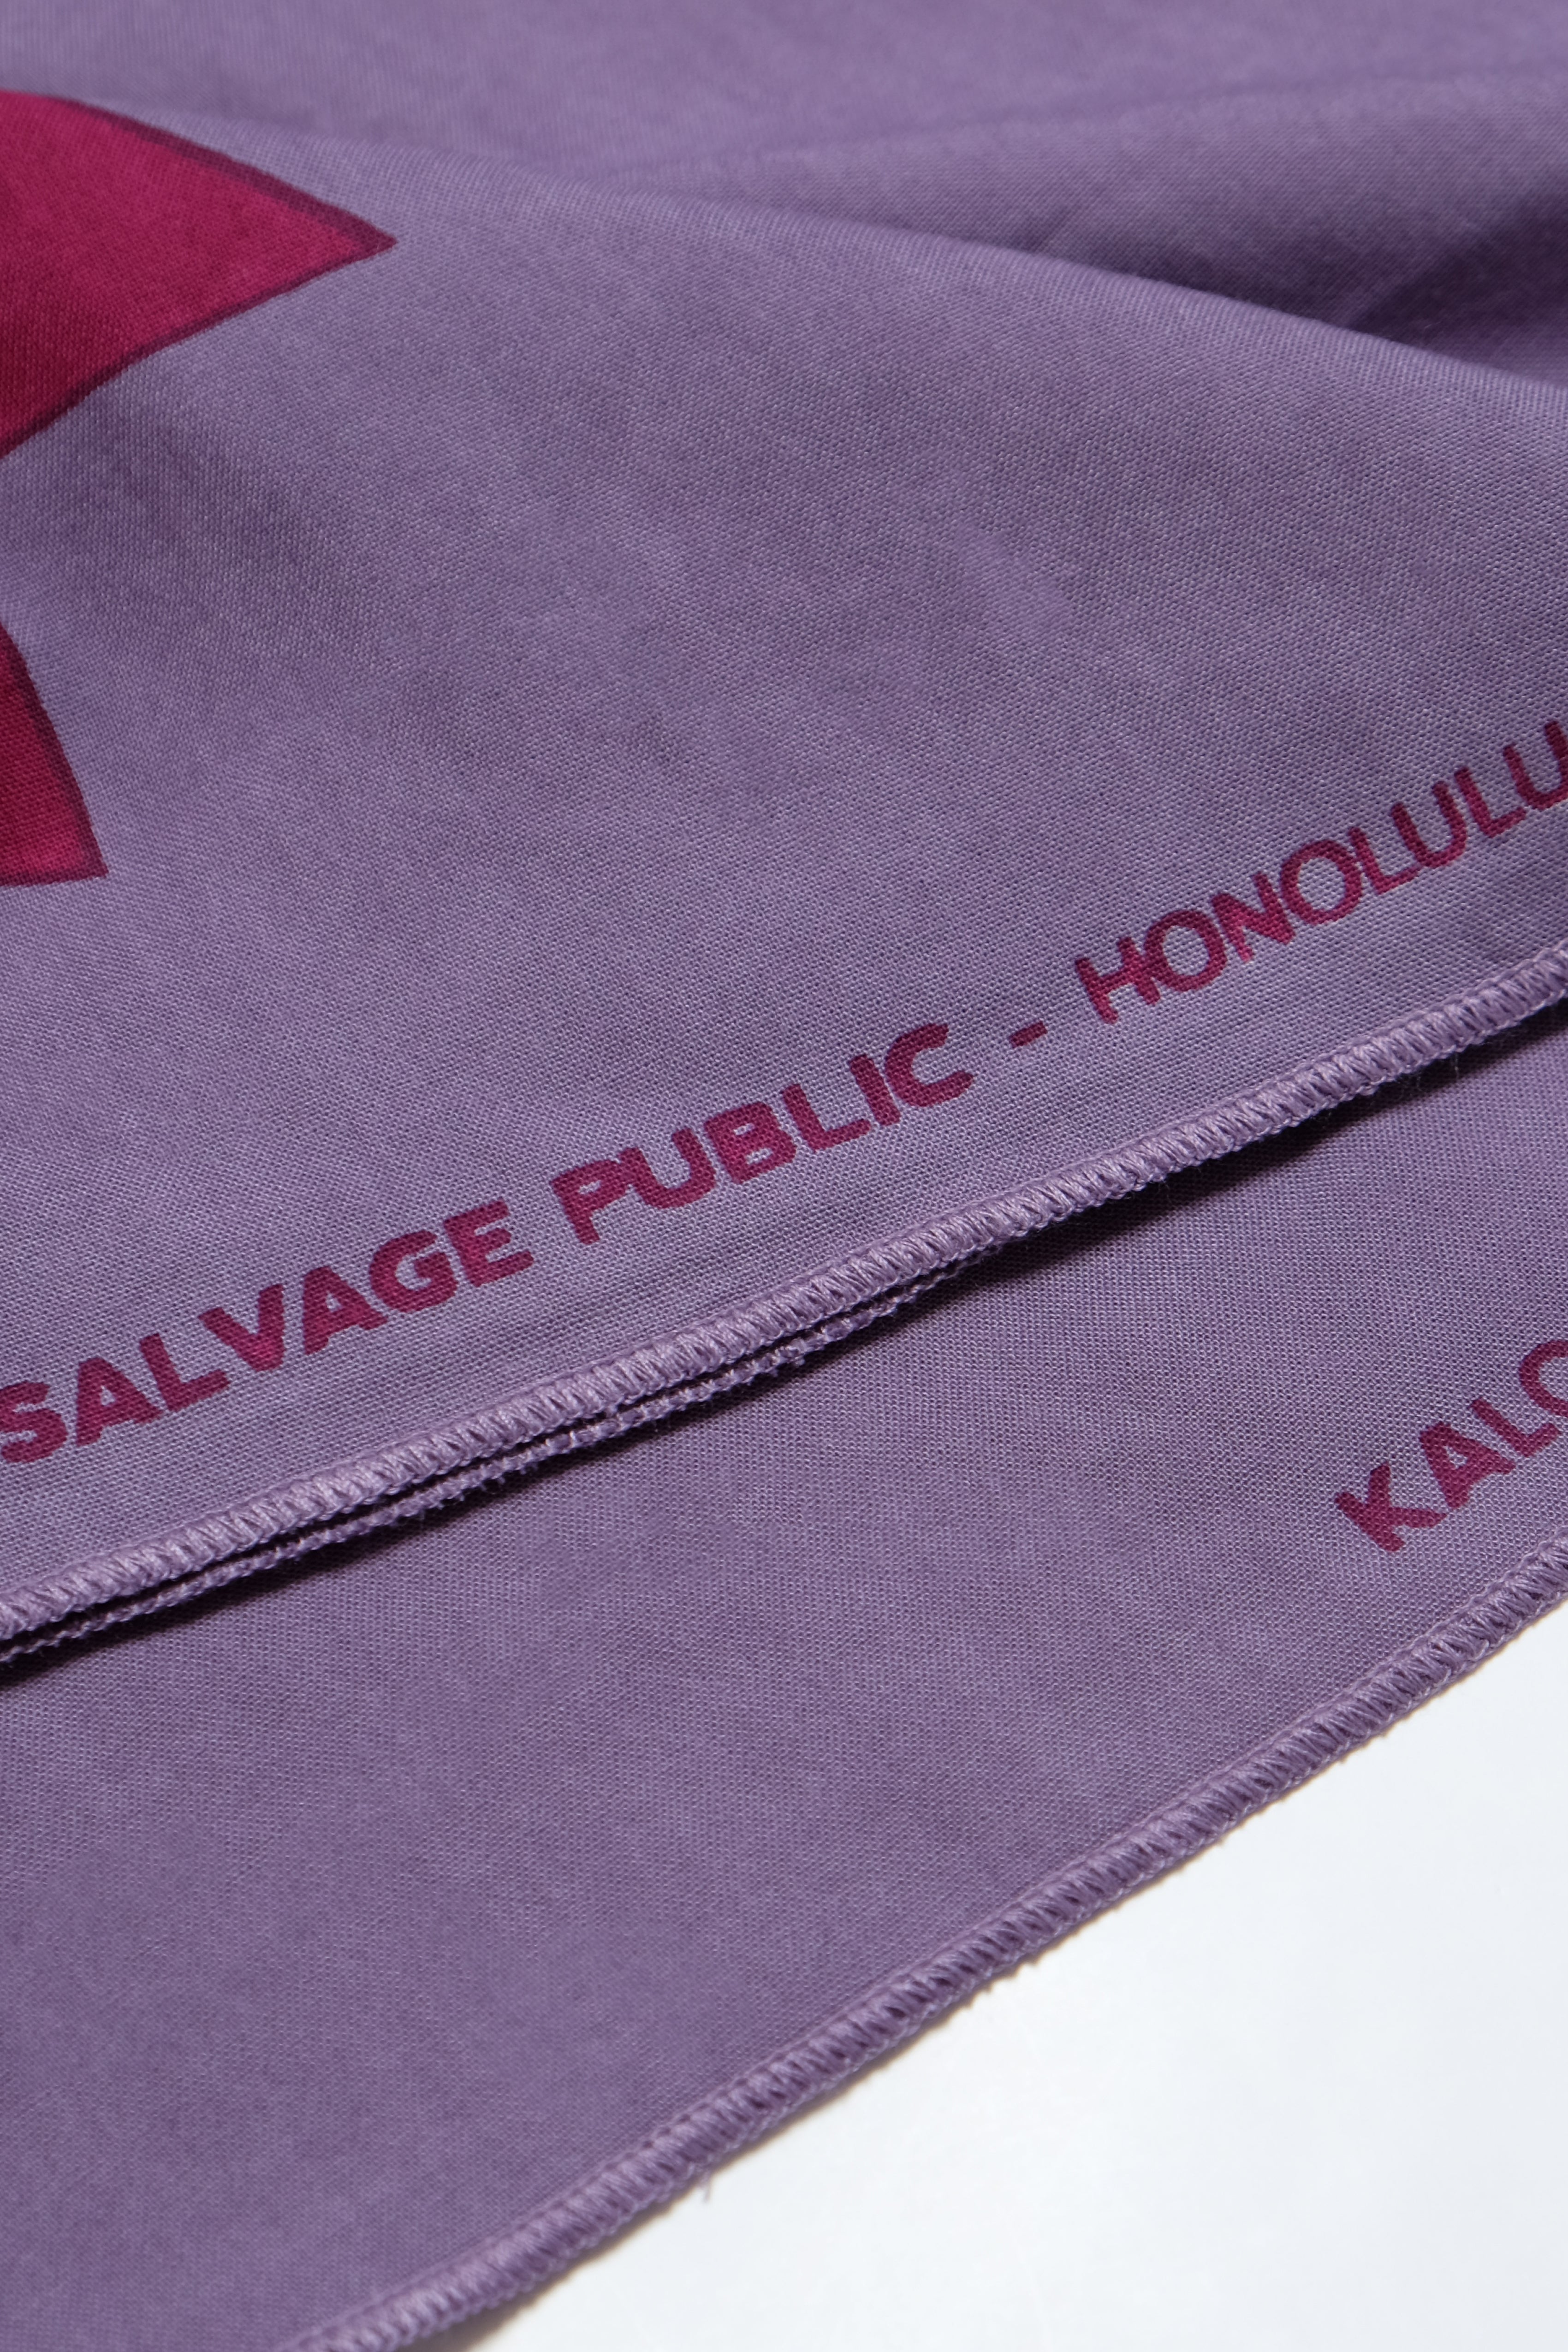 SALVAGE PUBLIC - HONOLULU